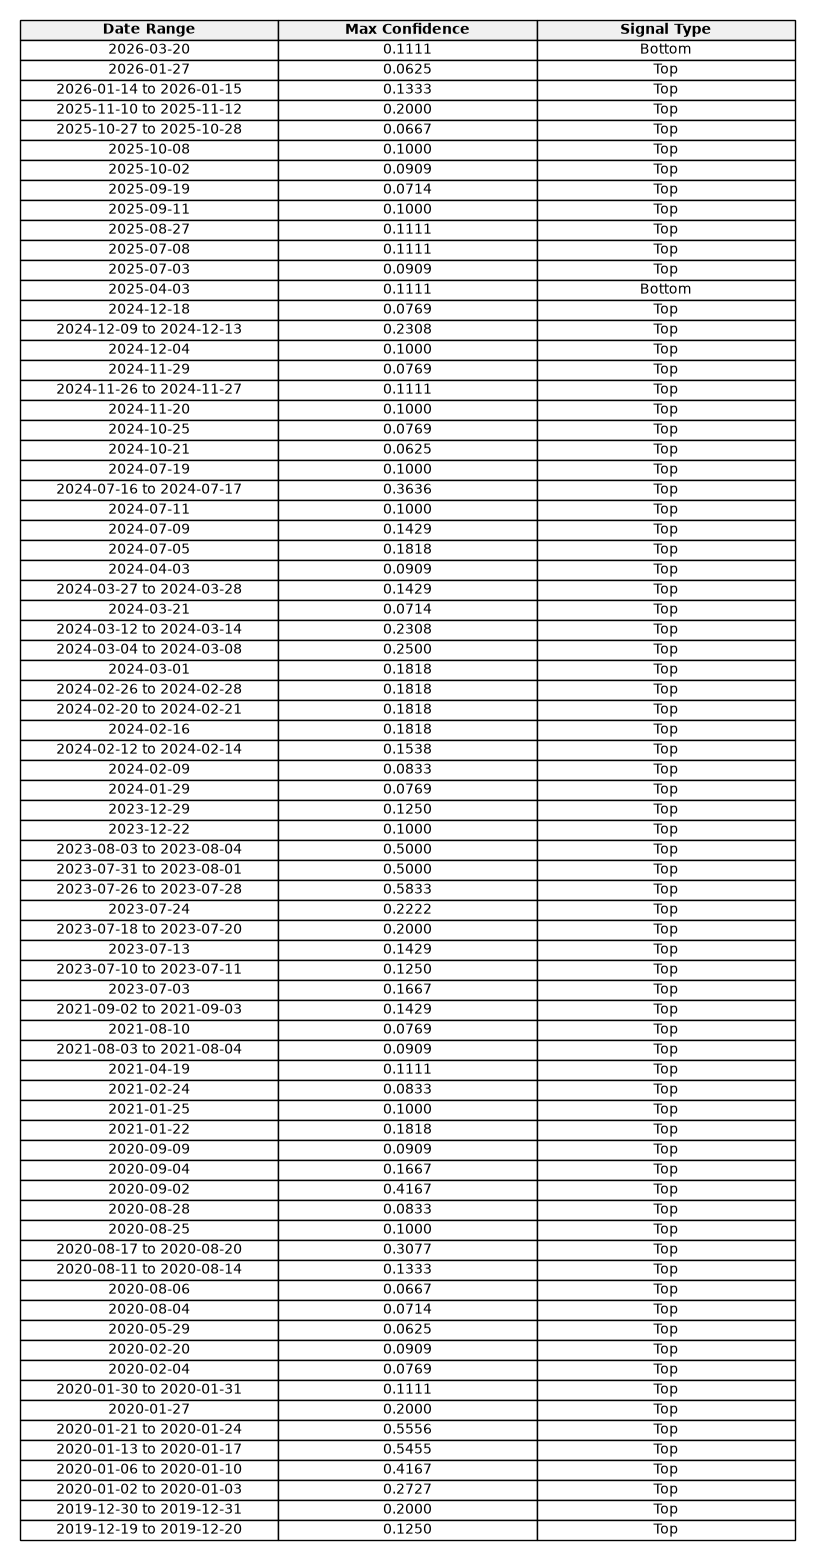 Date Range Max Confidence Signal Type
2026-03-20 0.1111 Bottom
2026-01-27 0.0625 Top
2026-01-14 to 2026-01-15 0.1333 Top
2025-11-10 to 2025-11-12 0.2000 Top
2025-10-27 to 2025-10-28 0.0667 Top
2025-10-08 0.1000 Top
2025-10-02 0.0909 Top
2025-09-19 0.0714 Top
2025-09-11 0.1000 Top
2025-08-27 0.1111 Top
2025-07-08 0.1111 Top
2025-07-03 0.0909 Top
2025-04-03 0.1111 Bottom
2024-12-18 0.0769 Top
2024-12-09 to 2024-12-13 0.2308 Top
2024-12-04 0.1000 Top
2024-11-29 0.0769 Top
2024-11-26 to 2024-11-27 0.1111 Top
2024-11-20 0.1000 Top
2024-10-25 0.0769 Top
2024-10-21 0.0625 Top
2024-07-19 0.1000 Top
2024-07-16 to 2024-07-17 0.3636 Top
2024-07-11 0.1000 Top
2024-07-09 0.1429 Top
2024-07-05 0.1818 Top
2024-04-03 0.0909 Top
2024-03-27 to 2024-03-28 0.1429 Top
2024-03-21 0.0714 Top
2024-03-12 to 2024-03-14 0.2308 Top
2024-03-04 to 2024-03-08 0.2500 Top
2024-03-01 0.1818 Top
2024-02-26 to 2024-02-28 0.1818 Top
2024-02-20 to 2024-02-21 0.1818 Top
2024-02-16 0.1818 Top
2024-02-12 to 2024-02-14 0.1538 Top
2024-02-09 0.0833 Top
2024-01-29 0.0769 Top
2023-12-29 0.1250 Top
2023-12-22 0.1000 Top
2023-08-03 to 2023-08-04 0.5000 Top
2023-07-31 to 2023-08-01 0.5000 Top
2023-07-26 to 2023-07-28 0.5833 Top
2023-07-24 0.2222 Top
2023-07-18 to 2023-07-20 0.2000 Top
2023-07-13 0.1429 Top
2023-07-10 to 2023-07-11 0.1250 Top
2023-07-03 0.1667 Top
2021-09-02 to 2021-09-03 0.1429 Top
2021-08-10 0.0769 Top
2021-08-03 to 2021-08-04 0.0909 Top
2021-04-19 0.1111 Top
2021-02-24 0.0833 Top
2021-01-25 0.1000 Top
2021-01-22 0.1818 Top
2020-09-09 0.0909 Top
2020-09-04 0.1667 Top
2020-09-02 0.4167 Top
2020-08-28 0.0833 Top
2020-08-25 0.1000 Top
2020-08-17 to 2020-08-20 0.3077 Top
2020-08-11 to 2020-08-14 0.1333 Top
2020-08-06 0.0667 Top
2020-08-04 0.0714 Top
2020-05-29 0.0625 Top
2020-02-20 0.0909 Top
2020-02-04 0.0769 Top
2020-01-30 to 2020-01-31 0.1111 Top
2020-01-27 0.2000 Top
2020-01-21 to 2020-01-24 0.5556 Top
2020-01-13 to 2020-01-17 0.5455 Top
2020-01-06 to 2020-01-10 0.4167 Top
2020-01-02 to 2020-01-03 0.2727 Top
2019-12-30 to 2019-12-31 0.2000 Top
2019-12-19 to 2019-12-20 0.1250 Top